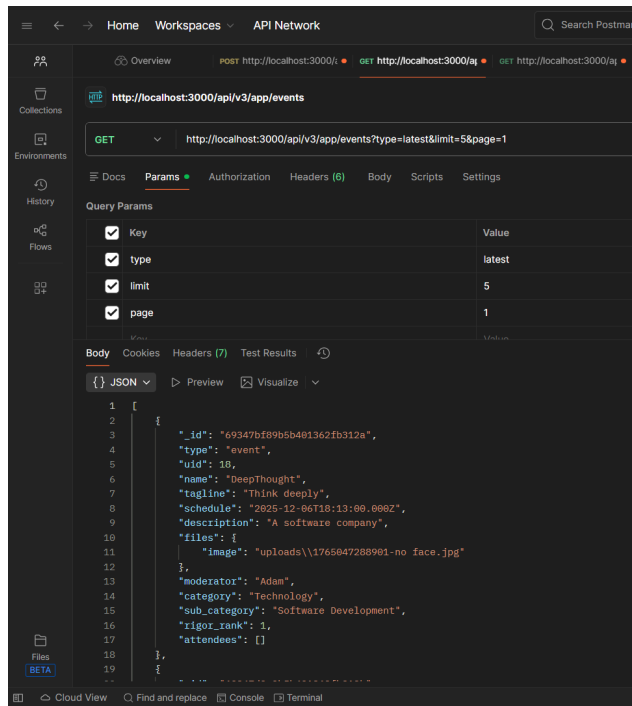 Home Workspaces API Network Search Postman
Overview POST http://localhost:3000/a GET http://localhost:3000/ap GET http://localhost:3000/ap
Collections
Environments
History
Flows
Files
BETA
HTTP http://localhost:3000/api/v3/app/events
GET http://localhost:3000/api/v3/app/events?type=latest&limit=5&page=1
Docs Params Authorization Headers (6) Body Scripts Settings
Query Params
Key Value
type latest
limit 5
page 1
Key Value
Body Cookies Headers (7) Test Results
{} JSON Preview Visualize
1 [
2 {
3 "_id": "69347bf89b5b401362fb312a",
4 "type": "event",
5 "uid": 18,
6 "name": "DeepThought",
7 "tagline": "Think deeply",
8 "schedule": "2025-12-06T18:13:00.000Z",
9 "description": "A software company",
10 "files": {
11 "image": "uploads\\1765047288901-no face.jpg"
12 },
13 "moderator": "Adam",
14 "category": "Technology",
15 "sub_category": "Software Development",
16 "rigor_rank": 1,
17 "attendees": []
18 },
19 {
Cloud View Find and replace Console Terminal